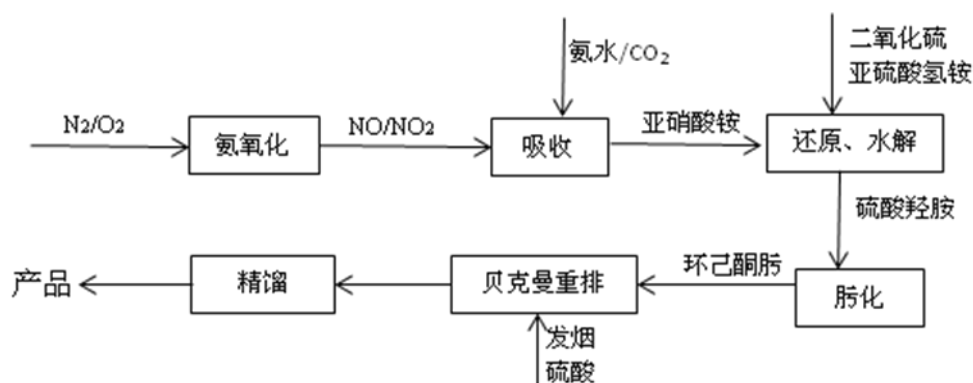 氨水/CO₂
二氧化硫
亚硫酸氢铵
N₂/O₂
氨氧化
NO/NO₂
吸收
亚硝酸铵
还原、水解
硫酸羟胺
产品
精馏
贝克曼重排
环己酮肟
肟化
发烟
硫酸